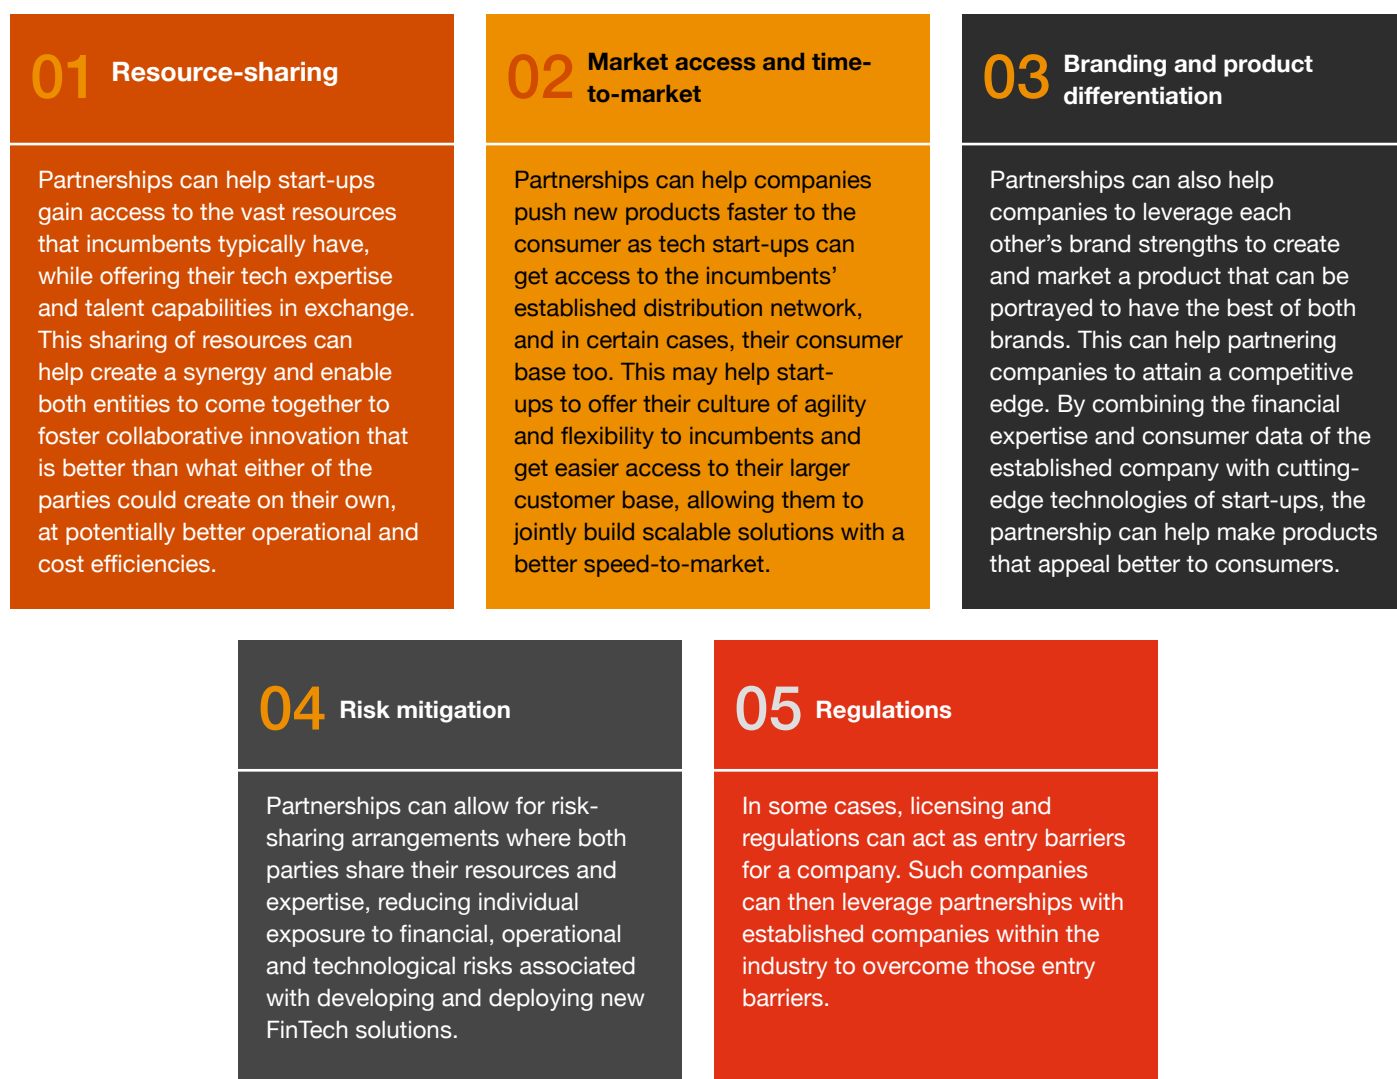 01 Resource-sharing
Partnerships can help start-ups
gain access to the vast resources
that incumbents typically have,
while offering their tech expertise
and talent capabilities in exchange.
This sharing of resources can
help create a synergy and enable
both entities to come together to
foster collaborative innovation that
is better than what either of the
parties could create on their own,
at potentially better operational and
cost efficiencies.
02 Market access and time-
to-market
Partnerships can help companies
push new products faster to the
consumer as tech start-ups can
get access to the incumbents’
established distribution network,
and in certain cases, their consumer
base too. This may help start-
ups to offer their culture of agility
and flexibility to incumbents and
get easier access to their larger
customer base, allowing them to
jointly build scalable solutions with a
better speed-to-market.
03 Branding and product
differentiation
Partnerships can also help
companies to leverage each
other’s brand strengths to create
and market a product that can be
portrayed to have the best of both
brands. This can help partnering
companies to attain a competitive
edge. By combining the financial
expertise and consumer data of the
established company with cutting-
edge technologies of start-ups, the
partnership can help make products
that appeal better to consumers.
04 Risk mitigation
Partnerships can allow for risk-
sharing arrangements where both
parties share their resources and
expertise, reducing individual
exposure to financial, operational
and technological risks associated
with developing and deploying new
FinTech solutions.
05 Regulations
In some cases, licensing and
regulations can act as entry barriers
for a company. Such companies
can then leverage partnerships with
established companies within the
industry to overcome those entry
barriers.